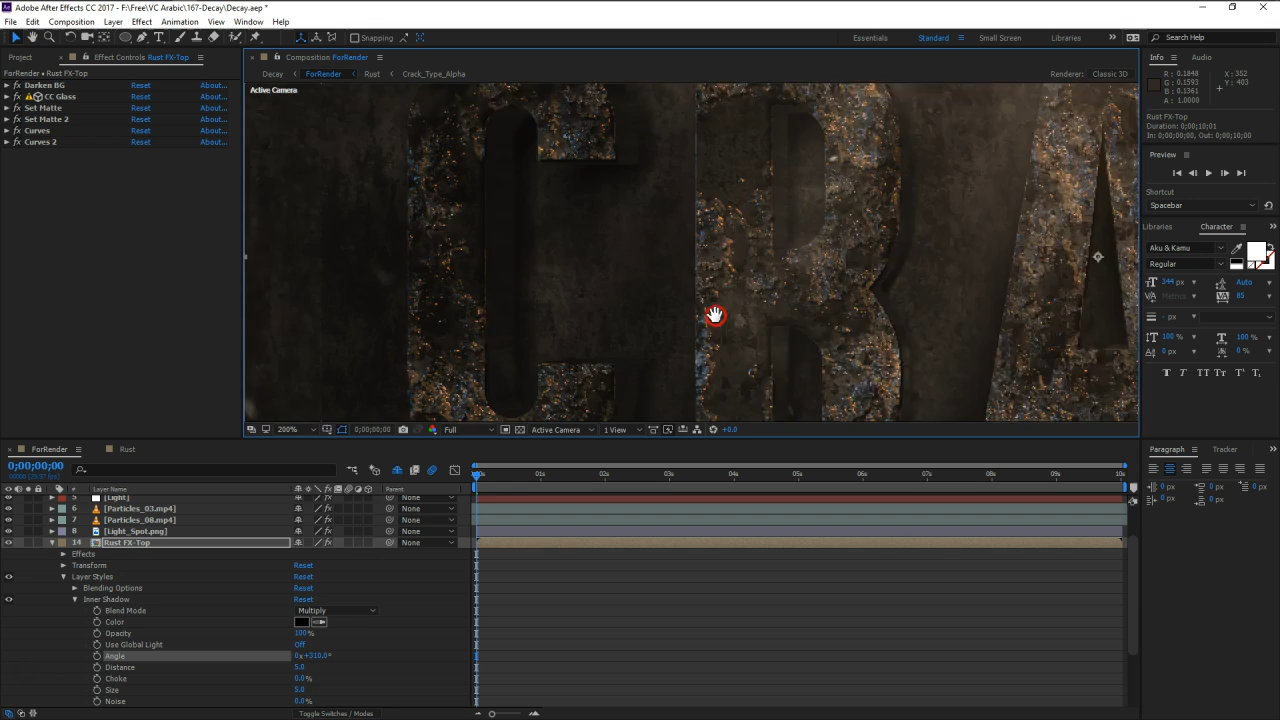 Adobe After Effects CC 2017 - F:\Free\VC Arabic\167-Decay\Decay.aep *
File Edit Composition Layer Effect Animation View Window Help
Snapping
Essentials Standard Small Screen Libraries
Search Help
Project
Effect Controls Rust FX-Top
Composition ForRender
Info Audio
ForRender • Rust FX-Top
Decay ForRender Rust Crack_Type_Alpha
Renderer: Classic 3D
Darken BG Reset About...
CC Glass Reset About...
Set Matte Reset About...
Set Matte 2 Reset About...
Curves Reset About...
Curves 2 Reset About...
Active Camera
R : 0.1848
G : 0.1593
B : 0.1361
A : 1.0000
X : 352
Y : 403
Rust FX-Top
Duration: 0;00;10;01
In: 0;00;00;00, Out: 0;00;10;00
Preview
Shortcut
Spacebar
Libraries Character
Aku & Kamu
Regular
344 px Auto
Metrics 85
- px
100 % 100 %
0 px 0 %
T T TT Tr T¹ T₁
200% 0;00;00;00 Full Active Camera 1 View +0.0
ForRender Rust
Paragraph Tracker
0;00;00;00
# Layer Name Parent
:00s 01s 02s 03s 04s 05s 06s 07s 08s 09s 10s
5 [Light] None
6 [Particles_03.mp4] None
7 [Particles_08.mp4] None
8 [Light_Spot.png] None
14 Rust FX-Top None
Effects
Transform Reset
Layer Styles Reset
Blending Options Reset
Inner Shadow Reset
Blend Mode Multiply
Color
Opacity 100%
Use Global Light Off
Angle 0x+310.0°
Distance 5.0
Choke 0.0%
Size 5.0
Noise 0.0%
0 px 0 px 0 px
0 px 0 px
Toggle Switches / Modes